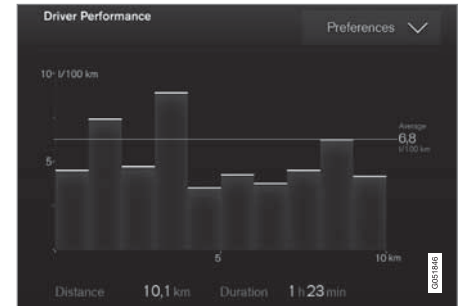 Driver Performance
Preferences
10 l/100 km
Average
6,8
l/100 km
5
5
10 km
Distance 10,1 km Duration 1 h 23 min
G051846